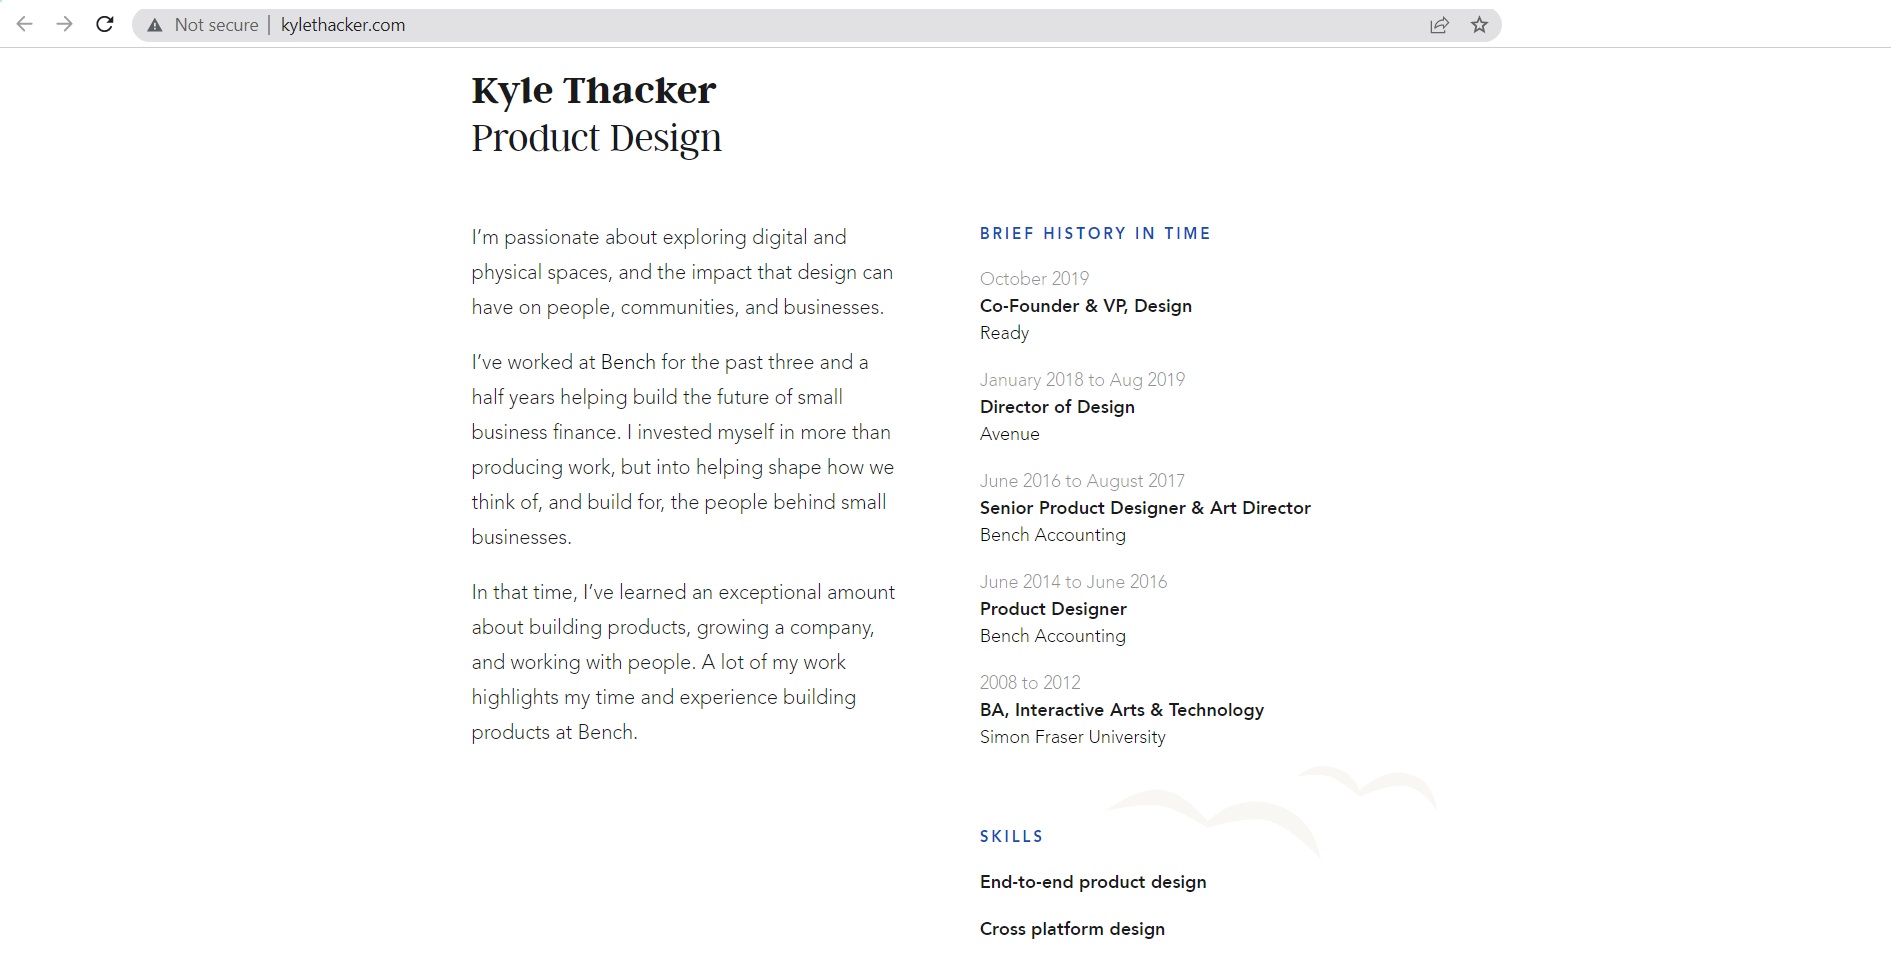 Not secure | kylethacker.com
Kyle Thacker
Product Design
I’m passionate about exploring digital and
physical spaces, and the impact that design can
have on people, communities, and businesses.
I’ve worked at Bench for the past three and a
half years helping build the future of small
business finance. I invested myself in more than
producing work, but into helping shape how we
think of, and build for, the people behind small
businesses.
In that time, I’ve learned an exceptional amount
about building products, growing a company,
and working with people. A lot of my work
highlights my time and experience building
products at Bench.
BRIEF HISTORY IN TIME
October 2019
Co-Founder & VP, Design
Ready
January 2018 to Aug 2019
Director of Design
Avenue
June 2016 to August 2017
Senior Product Designer & Art Director
Bench Accounting
June 2014 to June 2016
Product Designer
Bench Accounting
2008 to 2012
BA, Interactive Arts & Technology
Simon Fraser University
SKILLS
End-to-end product design
Cross platform design